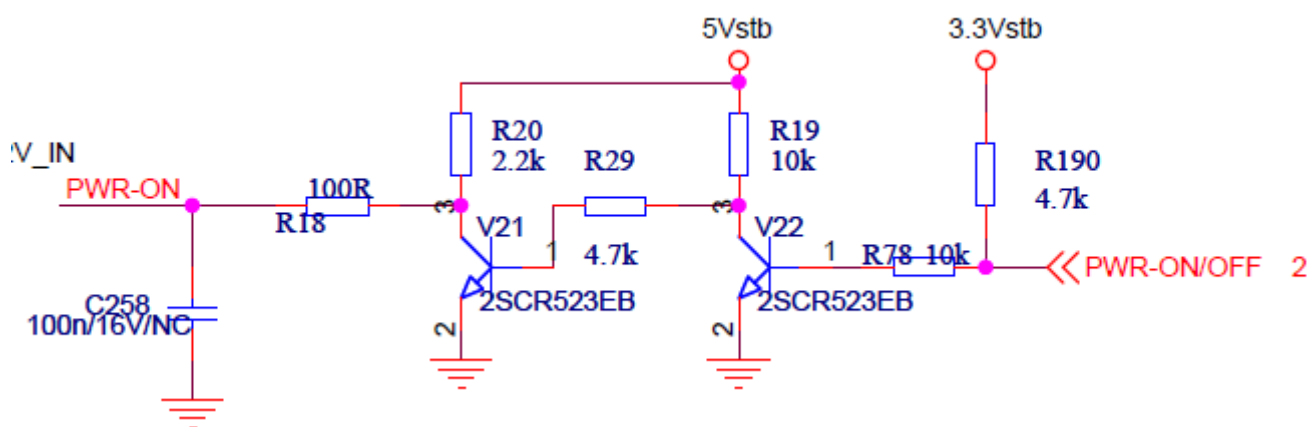 5Vstb
3.3Vstb
R20
2.2k
R29
R19
10k
R190
4.7k
V_IN
PWR-ON
100R
R18
3
V21
1
4.7k
2SCR523EB
2
3
V22
1
R78 10k
2SCR523EB
2
PWR-ON/OFF 2
C258
100n/16V/NC